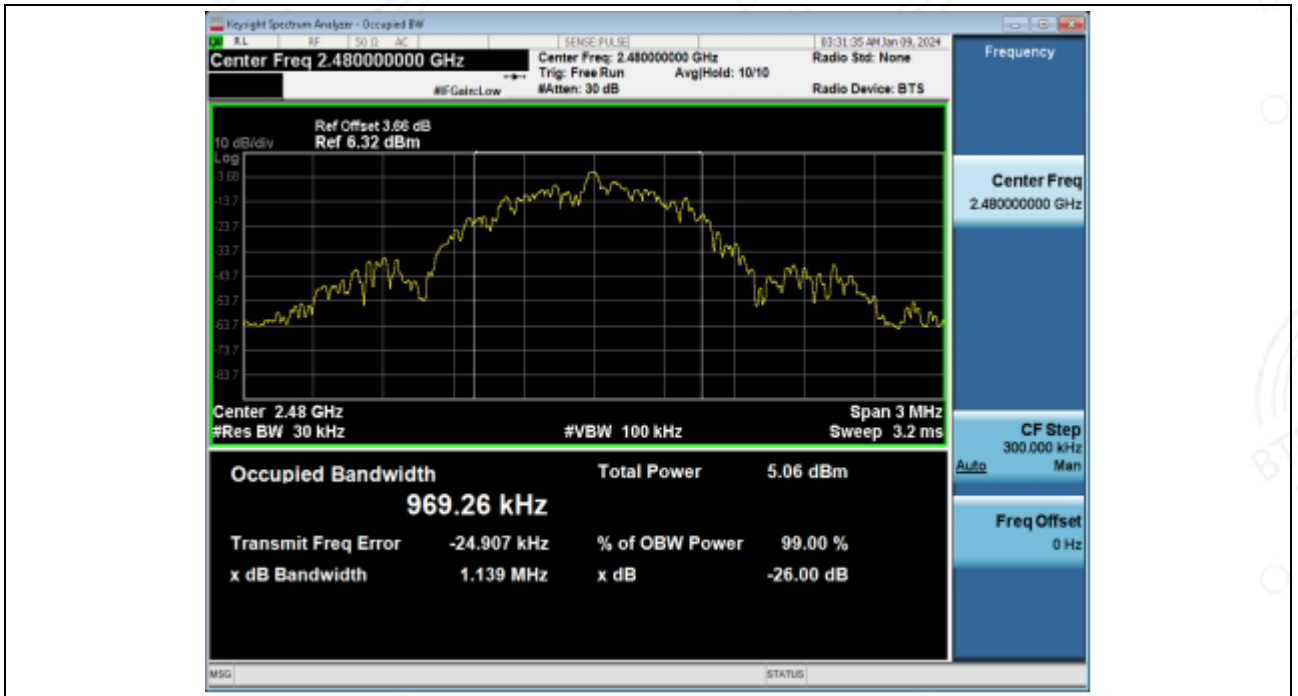 Keysight Spectrum Analyzer - Occupied BW
RL RF 50 Ω AC SENSE:PULSE 03:31:35 AM Jan 09, 2024
Center Freq 2.480000000 GHz
Center Freq: 2.480000000 GHz Radio Std: None
Trig: Free Run Avg|Hold: 10/10
#IFGain:Low #Atten: 30 dB Radio Device: BTS
Ref Offset 3.66 dB
10 dB/div Ref 6.32 dBm
Log
-3.68
-13.7
-23.7
-33.7
-43.7
-53.7
-63.7
-73.7
-83.7
Center 2.48 GHz Span 3 MHz
#Res BW 30 kHz #VBW 100 kHz Sweep 3.2 ms
Occupied Bandwidth Total Power 5.06 dBm
969.26 kHz
Transmit Freq Error -24.907 kHz % of OBW Power 99.00 %
x dB Bandwidth 1.139 MHz x dB -26.00 dB
MSG STATUS
Frequency
Center Freq
2.480000000 GHz
CF Step
300.000 kHz
Auto Man
Freq Offset
0 Hz